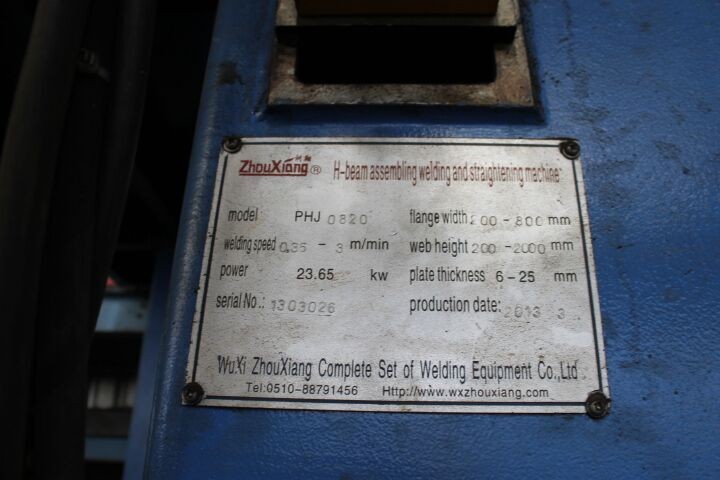 ZhouXiang® H-beam assembling welding and straightening machine
model PHJ 0820 flange width 200-800 mm
welding speed 0.35 - 3 m/min web height 200-2000 mm
power 23.65 kw plate thickness 6-25 mm
serial No.: 1303026 production date: 2013 3
WuXi ZhouXiang Complete Set of Welding Equipment Co.,Ltd
Tel:0510-88791456 Http://www.wxzhouxiang.com